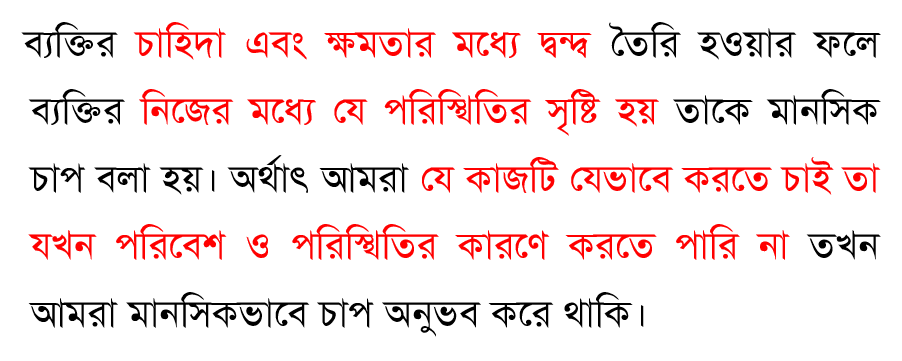 ব্যক্তির চাহিদা এবং ক্ষমতার মধ্যে দ্বন্দ্ব তৈরি হওয়ার ফলে
ব্যক্তির নিজের মধ্যে যে পরিস্থিতির সৃষ্টি হয় তাকে মানসিক
চাপ বলা হয়। অর্থাৎ আমরা যে কাজটি যেভাবে করতে চাই তা
যখন পরিবেশ ও পরিস্থিতির কারণে করতে পারি না তখন
আমরা মানসিকভাবে চাপ অনুভব করে থাকি।